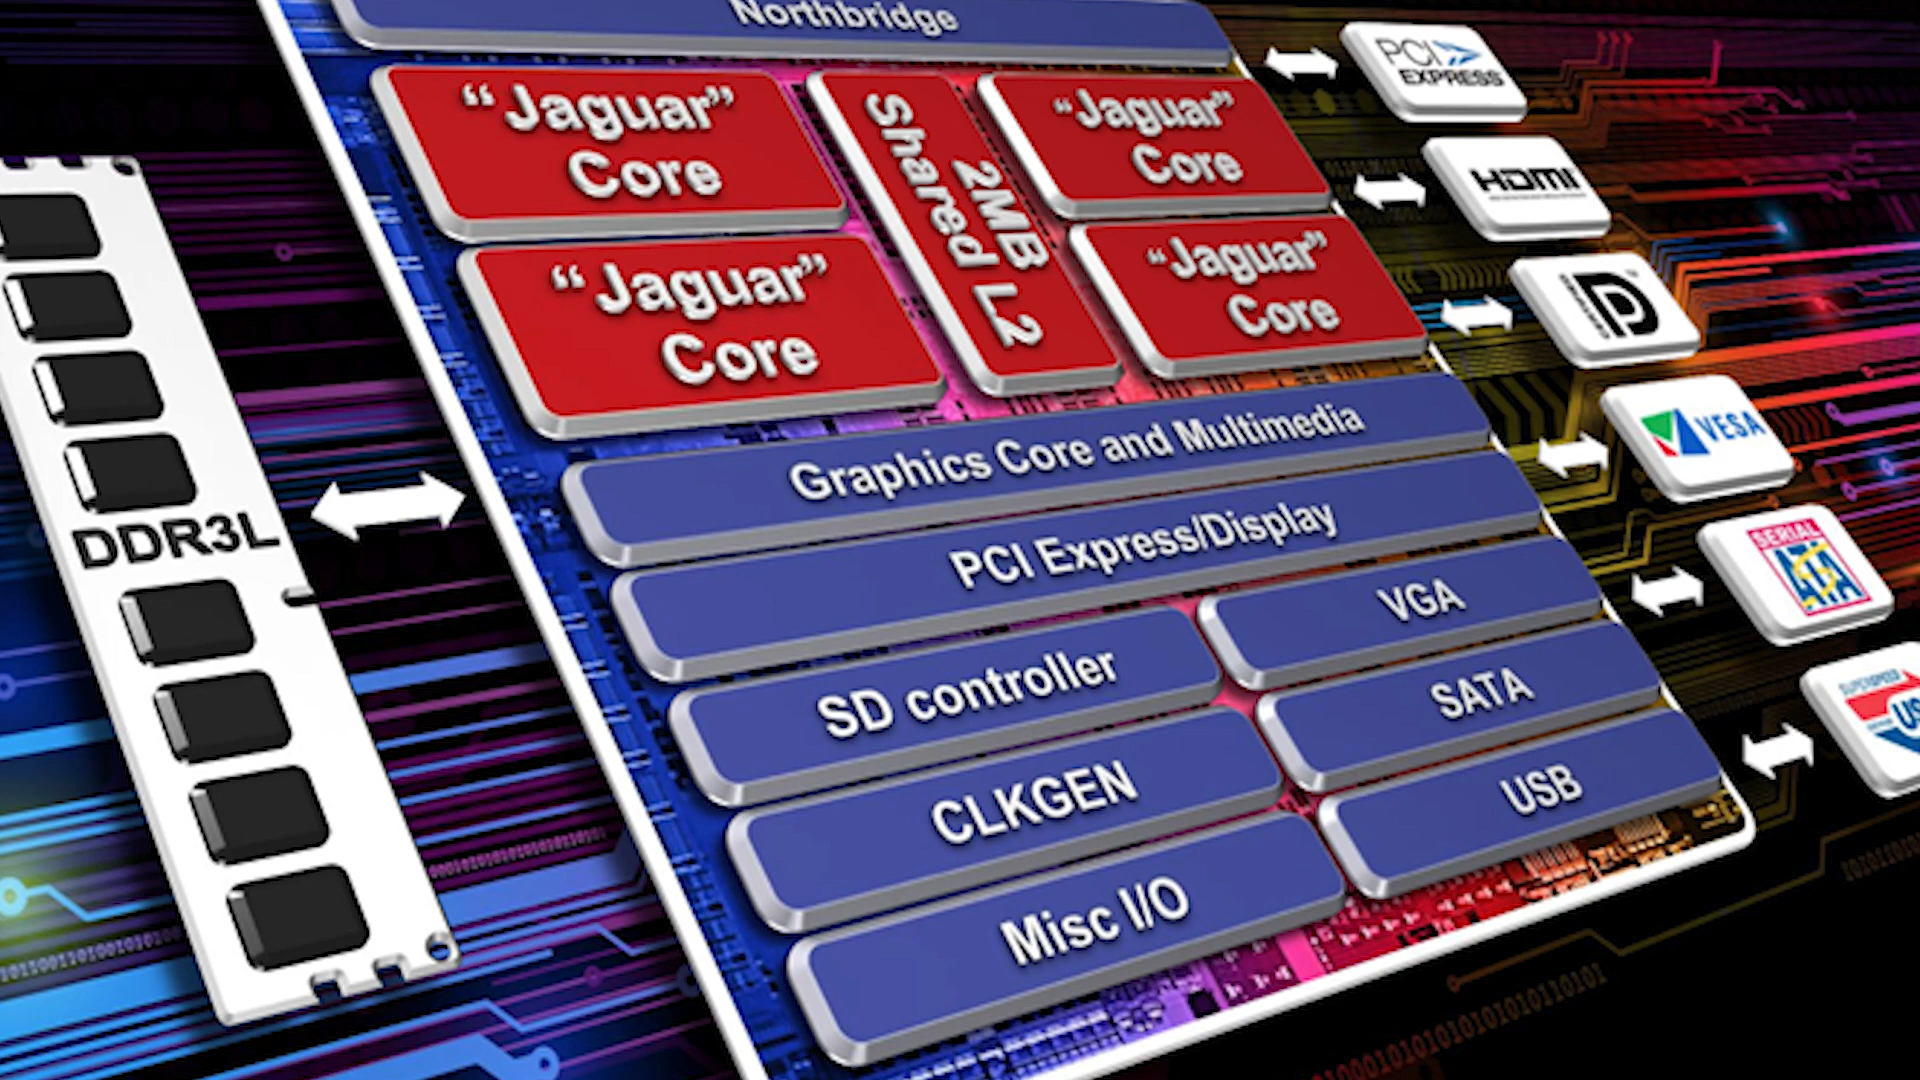 Northbridge
PCI
EXPRESS
"Jaguar"
Core
2MB
Shared L2
"Jaguar"
Core
HDMI
"Jaguar"
Core
"Jaguar"
Core
VESA
Graphics Core and Multimedia
PCI Express/Display
DDR3L
SERIAL
ATA
VGA
SD controller
SATA
CLKGEN
USB
Misc I/O